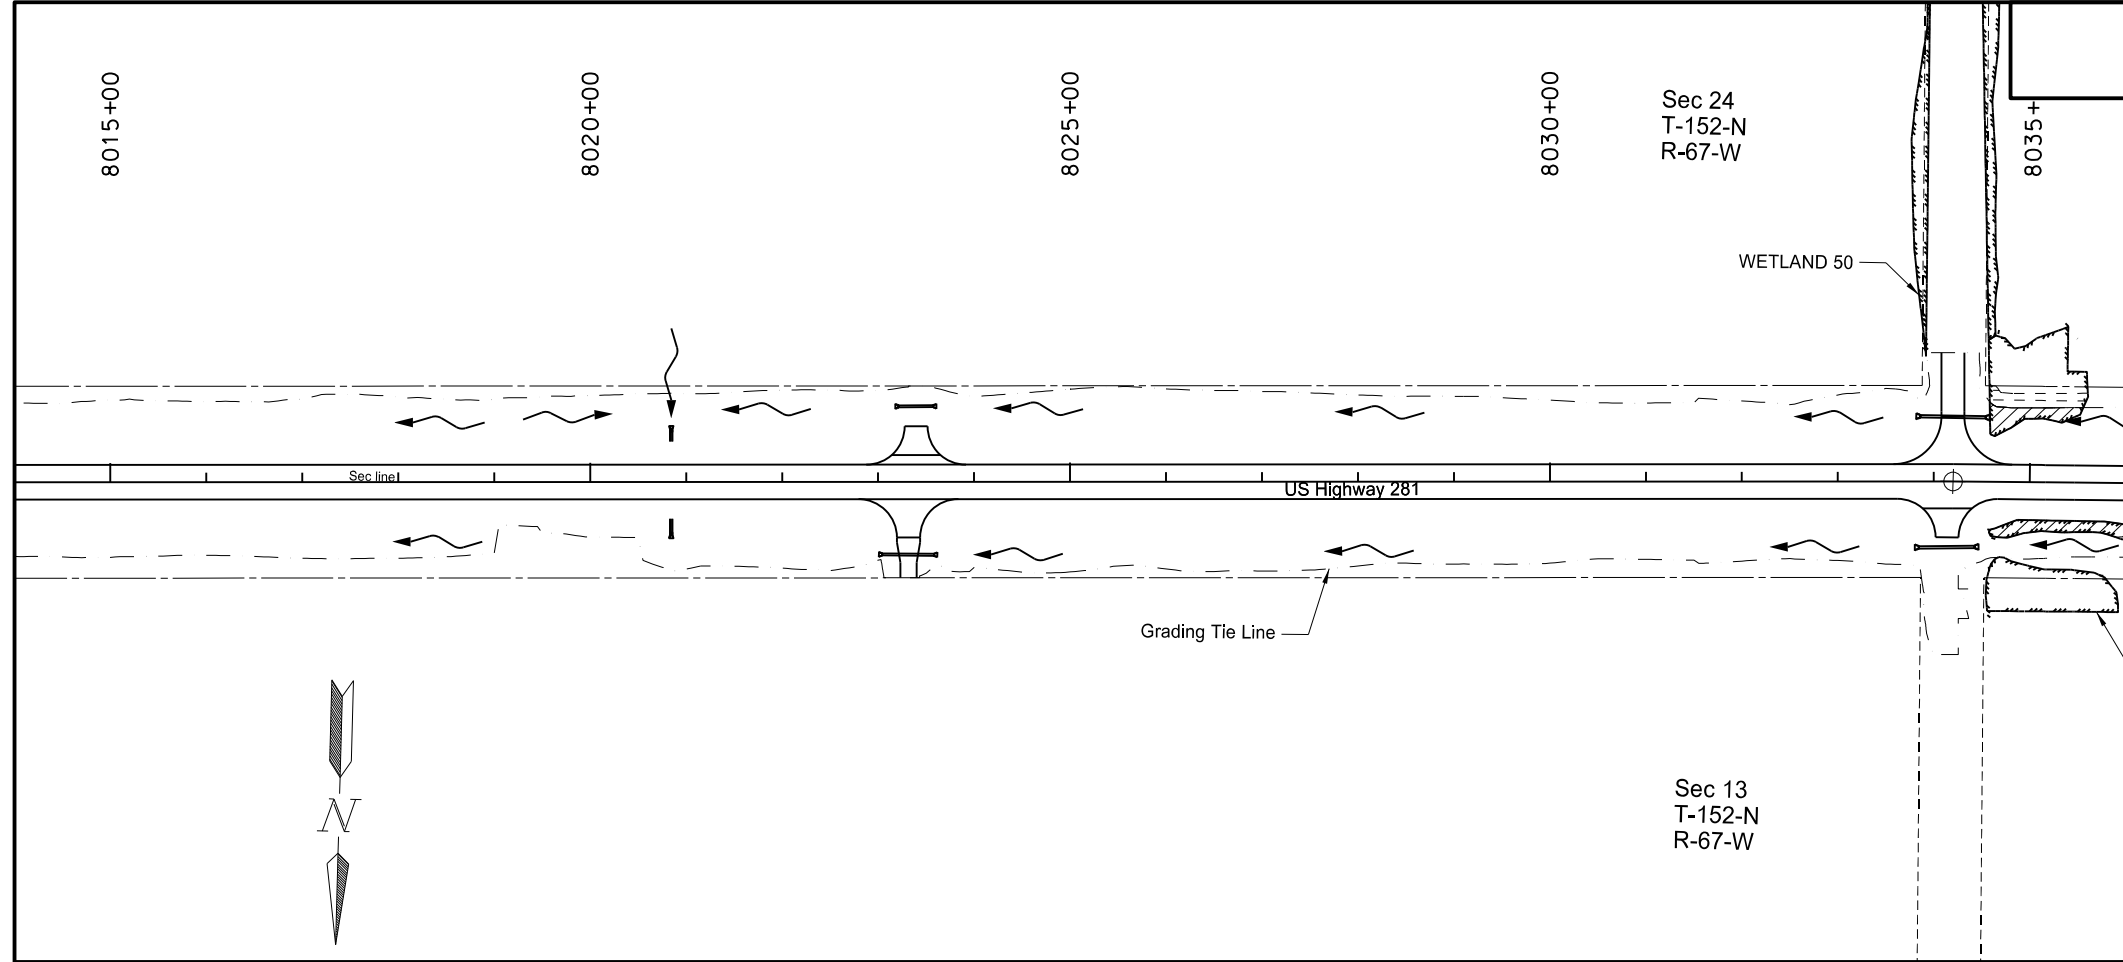 8015+00
8020+00
8025+00
8030+00
8035+
Sec 24
T-152-N
R-67-W
WETLAND 50
Sec line
US Highway 281
Grading Tie Line
N
Sec 13
T-152-N
R-67-W